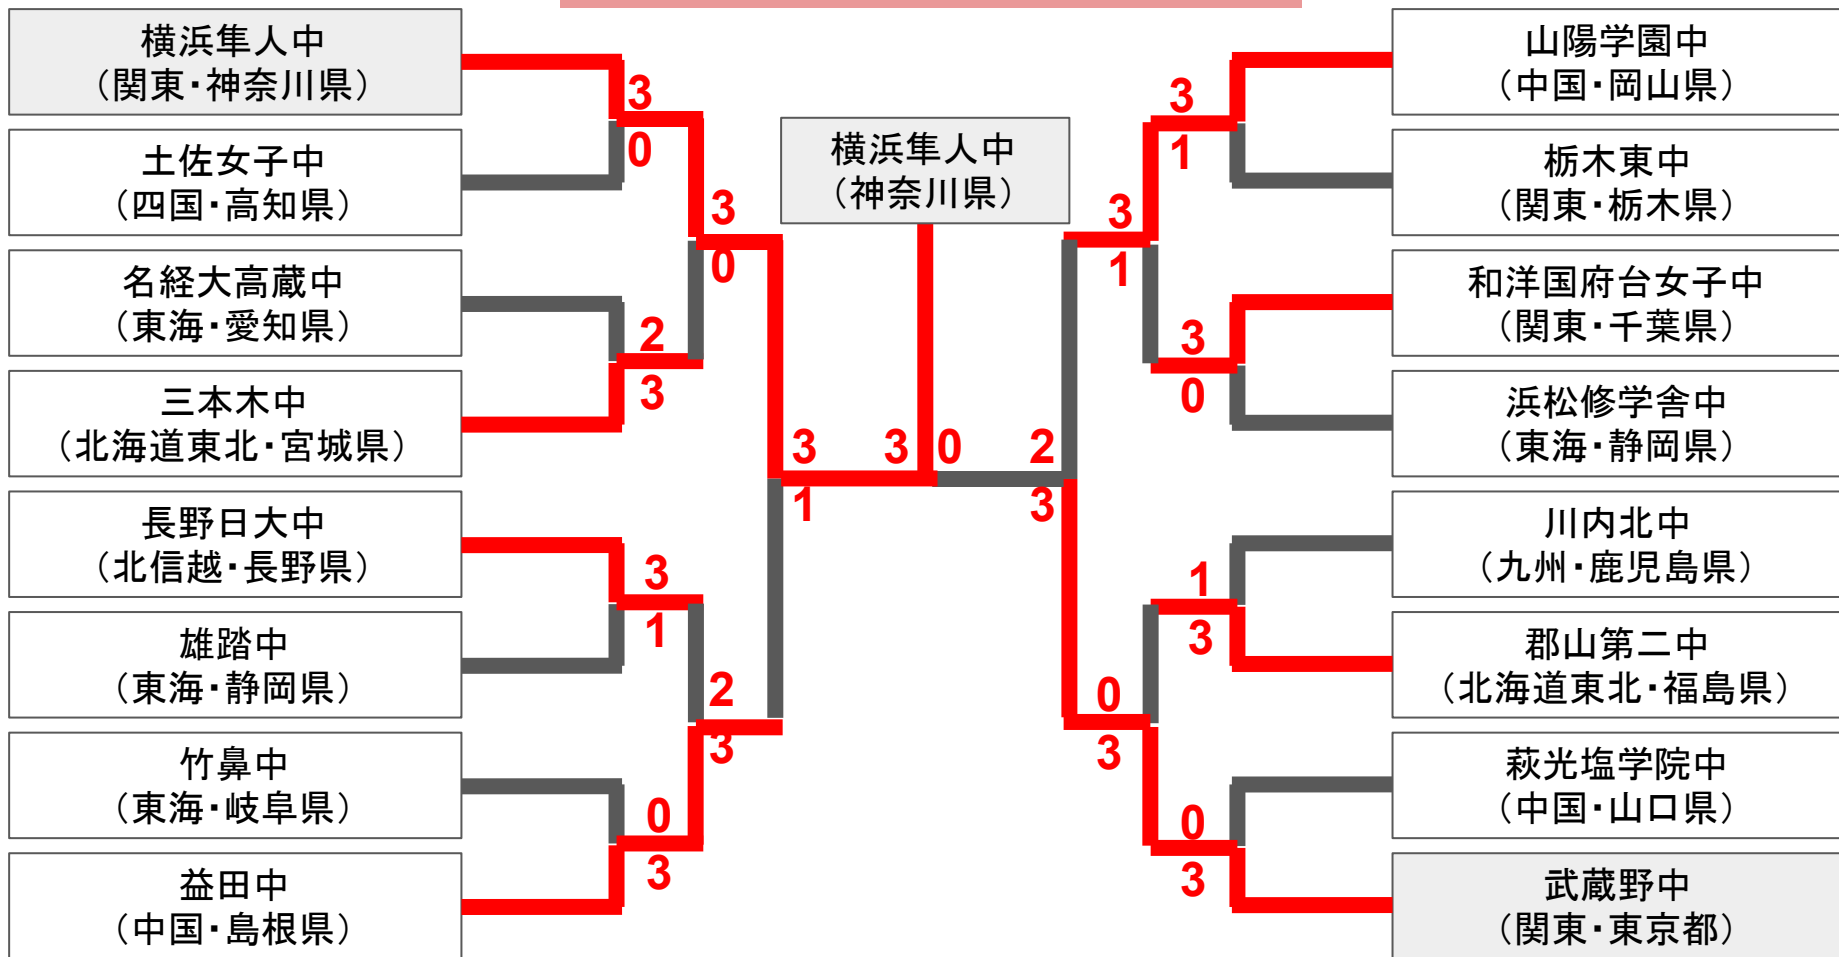 横浜隼人中
（関東・神奈川県）
土佐女子中
（四国・高知県）
名経大高蔵中
（東海・愛知県）
三本木中
（北海道東北・宮城県）
長野日大中
（北信越・長野県）
雄踏中
（東海・静岡県）
竹鼻中
（東海・岐阜県）
益田中
（中国・島根県）
3
0
2
3
3
1
0
3
3
0
2
3
3
1
横浜隼人中
（神奈川県）
3 0
2
3
3
1
0
3
3
1
3
0
1
3
0
3
山陽学園中
（中国・岡山県）
栃木東中
（関東・栃木県）
和洋国府台女子中
（関東・千葉県）
浜松修学舎中
（東海・静岡県）
川内北中
（九州・鹿児島県）
郡山第二中
（北海道東北・福島県）
萩光塩学院中
（中国・山口県）
武蔵野中
（関東・東京都）